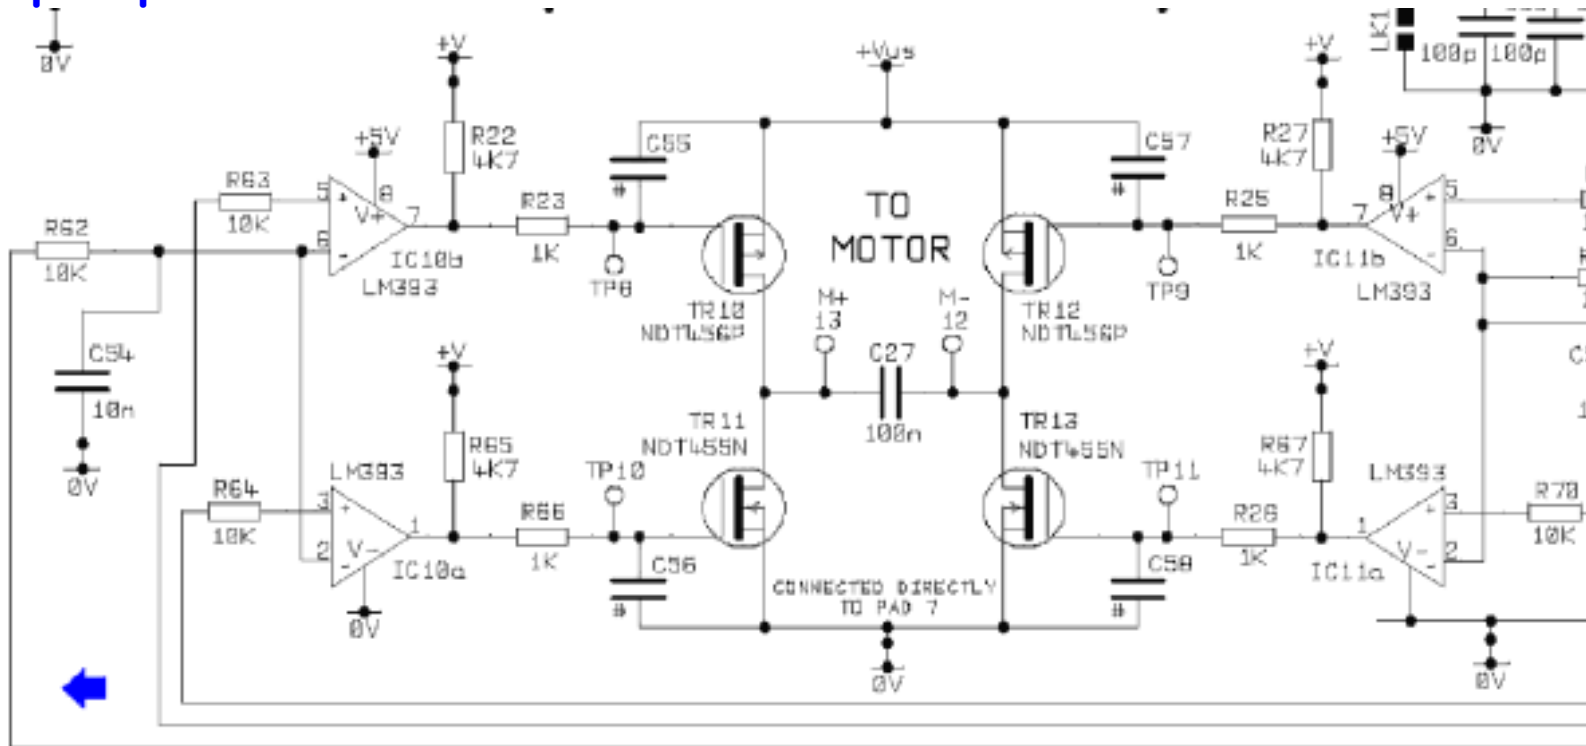 0V
+V
+Vus
+V
LK1
100p 100p
0V
+5V
R22
4K7
C55
C57
R27
4K7
+5V
R63
10K
5
+
8
V+
7
6
-
R62
10K
IC10b
LM393
R23
1K
TP8
TO
MOTOR
TR10
NDT456P
TR12
NDT456P
TP9
R25
1K
7
8
V+
+
5
-
6
IC11b
LM393
M+
13
M-
12
C27
100n
C54
10n
0V
+V
R65
4K7
TR11
NDT455N
TR13
NDT455N
+V
R67
4K7
LM393
R64
10K
3
+
1
2
-
V-
IC10a
0V
TP10
R66
1K
C56
#
#
#
#
CONNECTED DIRECTLY
TO PAD 7
0V
TP11
R26
1K
C58
LM393
1
+
3
V-
-
2
IC11a
R70
10K
0V